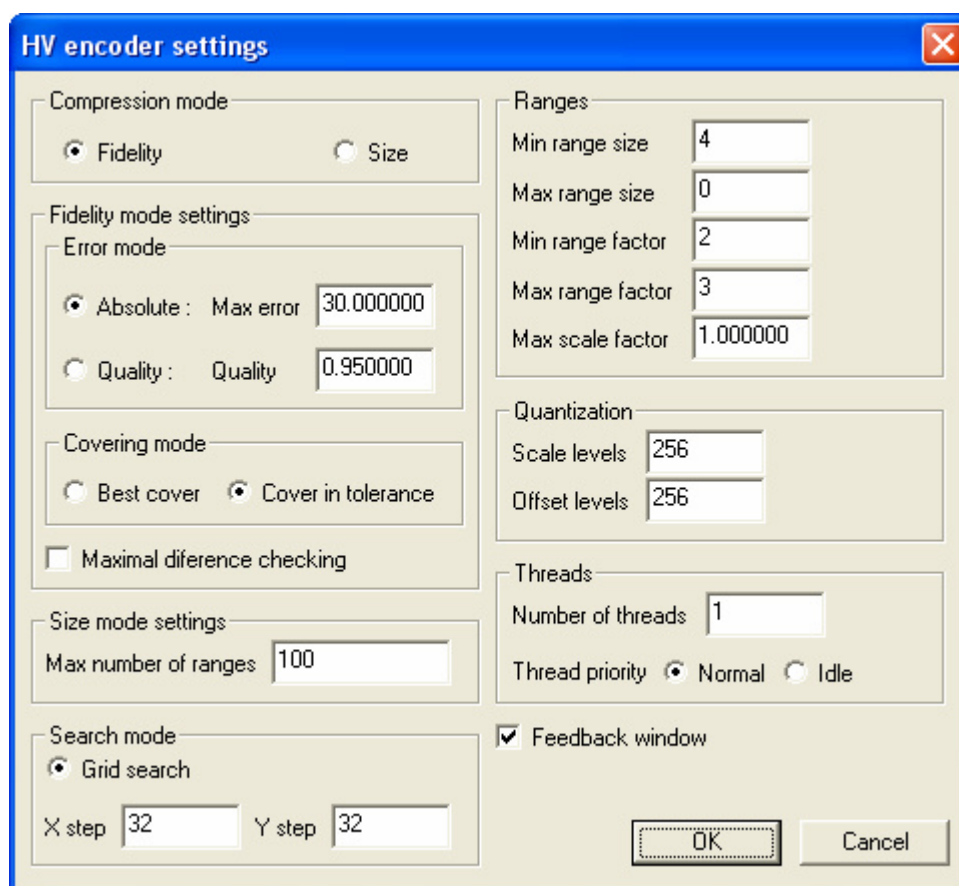 HV encoder settings
Compression mode
Fidelity
Size
Fidelity mode settings
Error mode
Absolute : Max error 30.000000
Quality : Quality 0.950000
Covering mode
Best cover
Cover in tolerance
Maximal diference checking
Size mode settings
Max number of ranges 100
Search mode
Grid search
X step 32 Y step 32
Ranges
Min range size 4
Max range size 0
Min range factor 2
Max range factor 3
Max scale factor 1.000000
Quantization
Scale levels 256
Offset levels 256
Threads
Number of threads 1
Thread priority Normal Idle
Feedback window
OK
Cancel